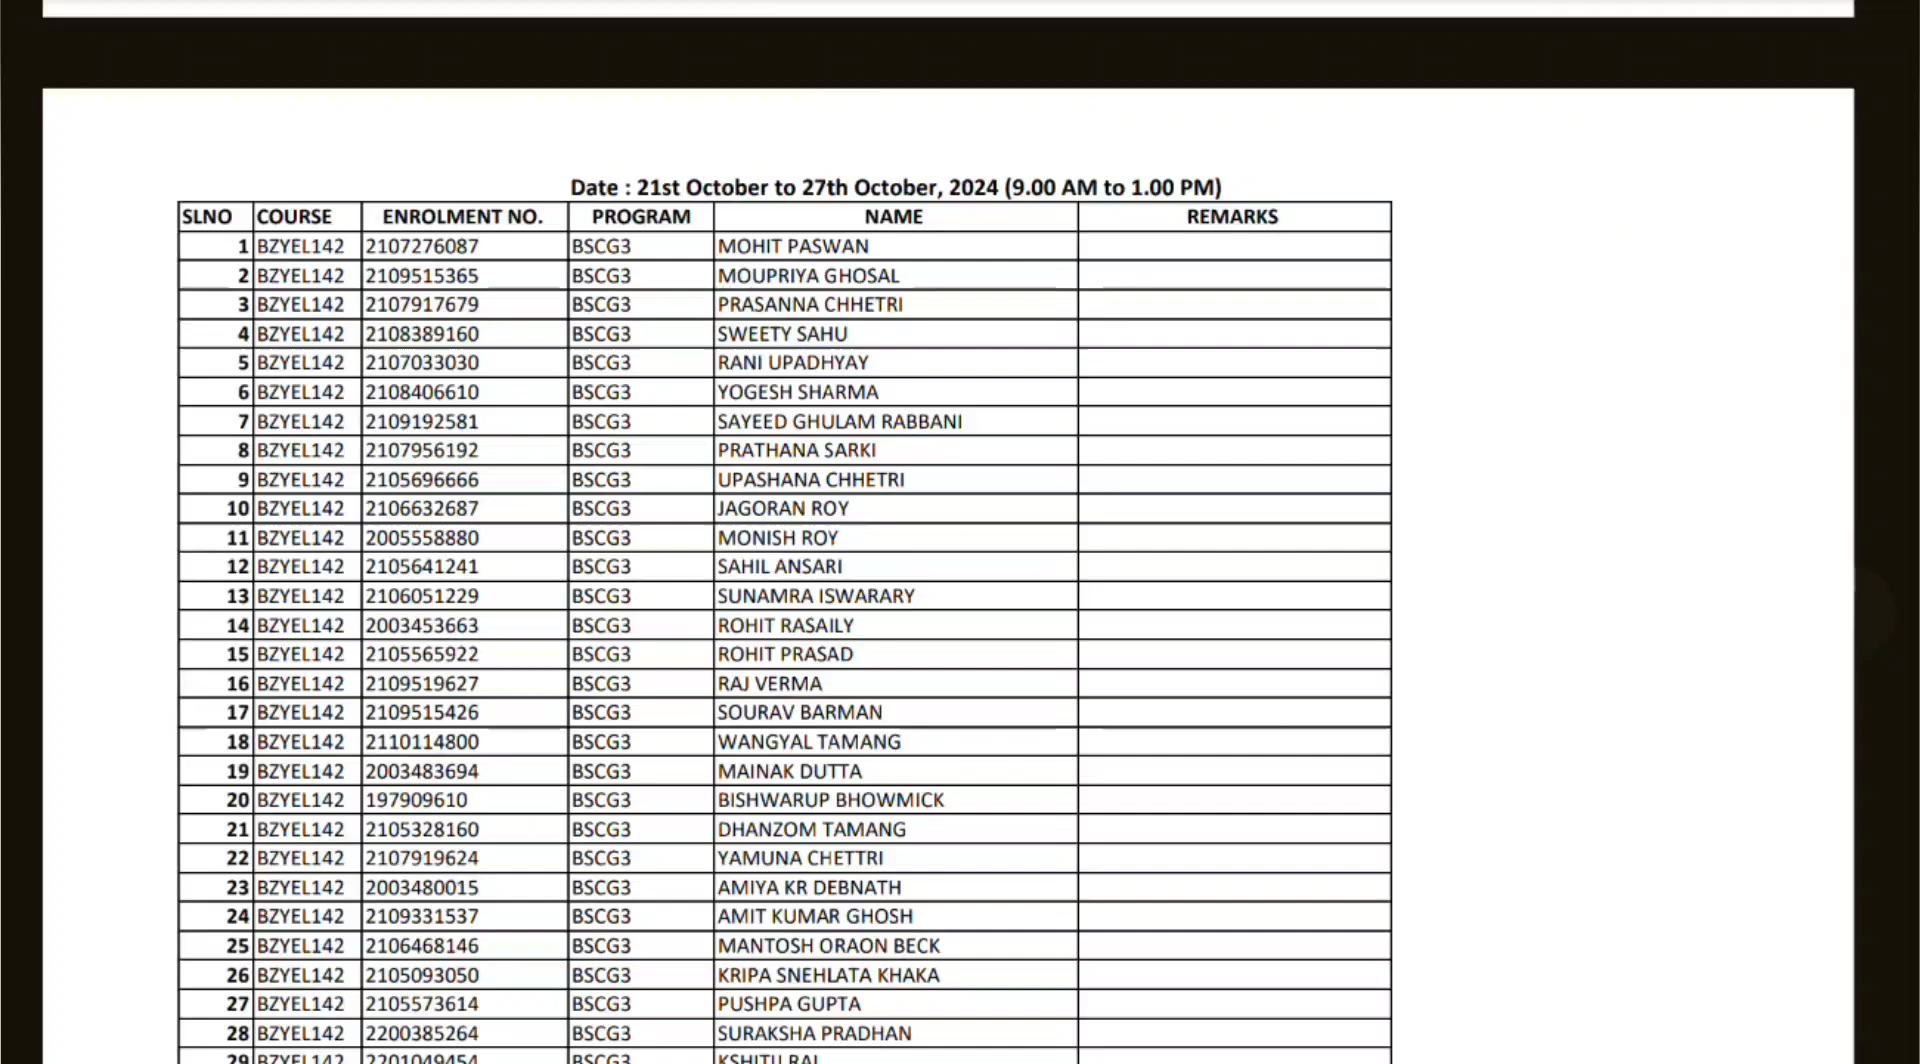 Date : 21st October to 27th October, 2024 (9.00 AM to 1.00 PM)
SLNO COURSE ENROLMENT NO. PROGRAM NAME REMARKS
1 BZYEL142 2107276087 BSCG3 MOHIT PASWAN
2 BZYEL142 2109515365 BSCG3 MOUPRIYA GHOSAL
3 BZYEL142 2107917679 BSCG3 PRASANNA CHHETRI
4 BZYEL142 2108389160 BSCG3 SWEETY SAHU
5 BZYEL142 2107033030 BSCG3 RANI UPADHYAY
6 BZYEL142 2108406610 BSCG3 YOGESH SHARMA
7 BZYEL142 2109192581 BSCG3 SAYEED GHULAM RABBANI
8 BZYEL142 2107956192 BSCG3 PRATHANA SARKI
9 BZYEL142 2105696666 BSCG3 UPASHANA CHHETRI
10 BZYEL142 2106632687 BSCG3 JAGORAN ROY
11 BZYEL142 2005558880 BSCG3 MONISH ROY
12 BZYEL142 2105641241 BSCG3 SAHIL ANSARI
13 BZYEL142 2106051229 BSCG3 SUNAMRA ISWARARY
14 BZYEL142 2003453663 BSCG3 ROHIT RASAILY
15 BZYEL142 2105565922 BSCG3 ROHIT PRASAD
16 BZYEL142 2109519627 BSCG3 RAJ VERMA
17 BZYEL142 2109515426 BSCG3 SOURAV BARMAN
18 BZYEL142 2110114800 BSCG3 WANGYAL TAMANG
19 BZYEL142 2003483694 BSCG3 MAINAK DUTTA
20 BZYEL142 197909610 BSCG3 BISHWARUP BHOWMICK
21 BZYEL142 2105328160 BSCG3 DHANZOM TAMANG
22 BZYEL142 2107919624 BSCG3 YAMUNA CHETTRI
23 BZYEL142 2003480015 BSCG3 AMIYA KR DEBNATH
24 BZYEL142 2109331537 BSCG3 AMIT KUMAR GHOSH
25 BZYEL142 2106468146 BSCG3 MANTOSH ORAON BECK
26 BZYEL142 2105093050 BSCG3 KRIPA SNEHLATA KHAKA
27 BZYEL142 2105573614 BSCG3 PUSHPA GUPTA
28 BZYEL142 2200385264 BSCG3 SURAKSHA PRADHAN
29 BZYEL142 2201049454 BSCG3